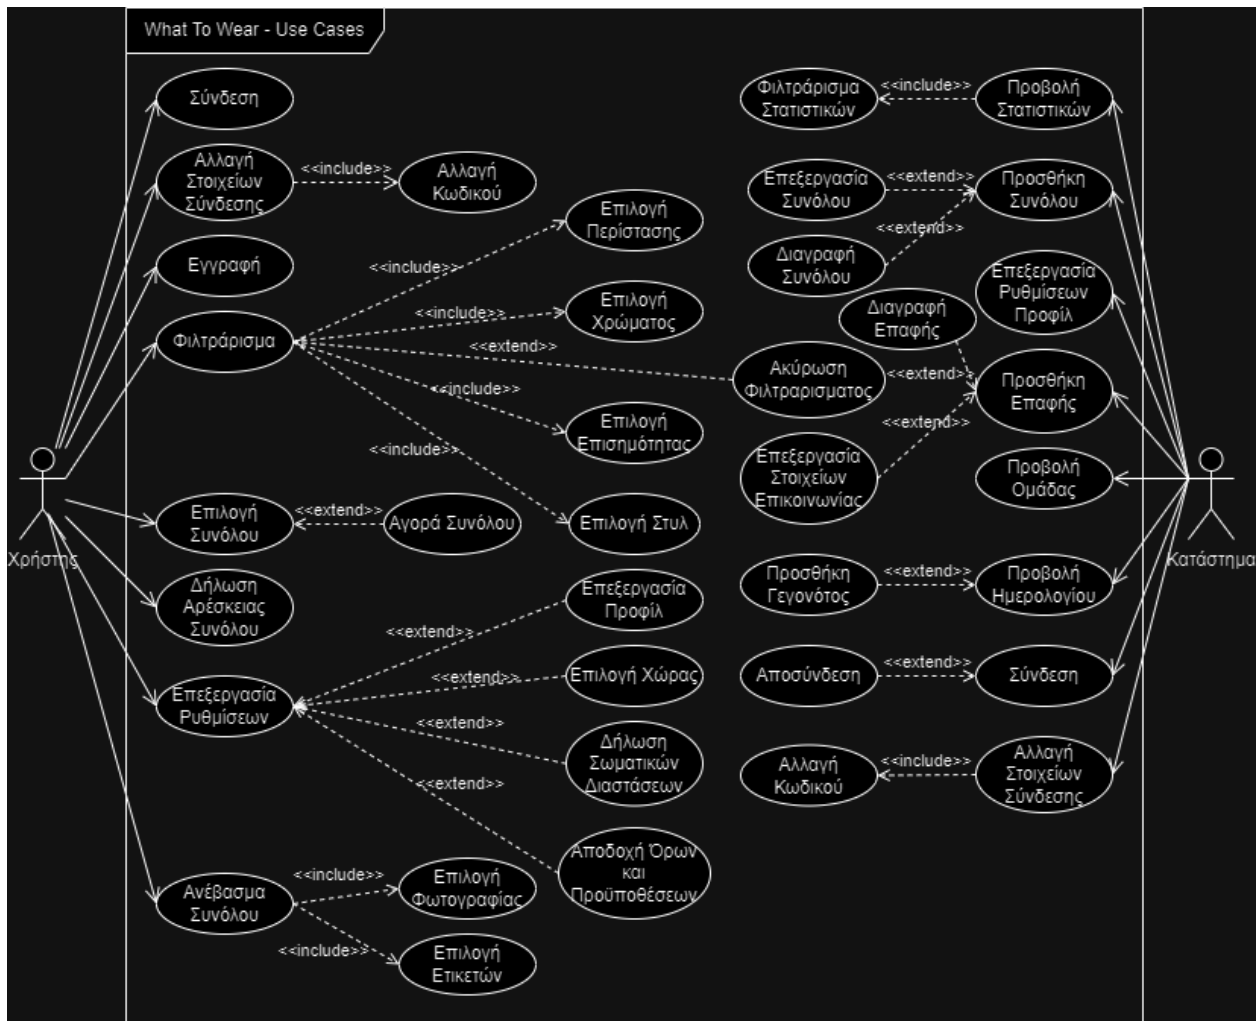 What To Wear - Use Cases
Σύνδεση
Αλλαγή
Στοιχείων
Σύνδεσης
<<include>>
Αλλαγή
Κωδικού
Εγγραφή
Φιλτράρισμα
<<include>>
Επιλογή
Περίστασης
<<include>>
Επιλογή
Χρώματος
<<extend>>
Ακύρωση
Φιλτραρισματος
<<include>>
Επιλογή
Επισημότητας
<<include>>
Επιλογή Στυλ
Χρήστης
Επιλογή
Συνόλου
<<extend>>
Αγορά Συνόλου
Δήλωση
Αρέσκειας
Συνόλου
Επεξεργασία
Ρυθμίσεων
<<extend>>
Επεξεργασία
Προφίλ
<<extend>>
Επιλογή Χώρας
<<extend>>
Δήλωση
Σωματικών
Διαστάσεων
<<extend>>
Αποδοχή Όρων
και
Προϋποθέσεων
Ανέβασμα
Συνόλου
<<include>>
Επιλογή
Φωτογραφίας
<<include>>
Επιλογή
Ετικετών
Φιλτράρισμα
Στατιστικών
<<include>>
Προβολή
Στατιστικών
Επεξεργασία
Συνόλου
<<extend>>
Προσθήκη
Συνόλου
<<extend>>
Διαγραφή
Συνόλου
Επεξεργασία
Ρυθμίσεων
Προφίλ
Διαγραφή
Επαφής
<<extend>>
Προσθήκη
Επαφής
<<extend>>
Επεξεργασία
Στοιχείων
Επικοινωνίας
Προβολή
Ομάδας
Κατάστημα
Προσθήκη
Γεγονότος
<<extend>>
Προβολή
Ημερολογίου
Αποσύνδεση
<<extend>>
Σύνδεση
Αλλαγή
Κωδικού
<<include>>
Αλλαγή
Στοιχείων
Σύνδεσης